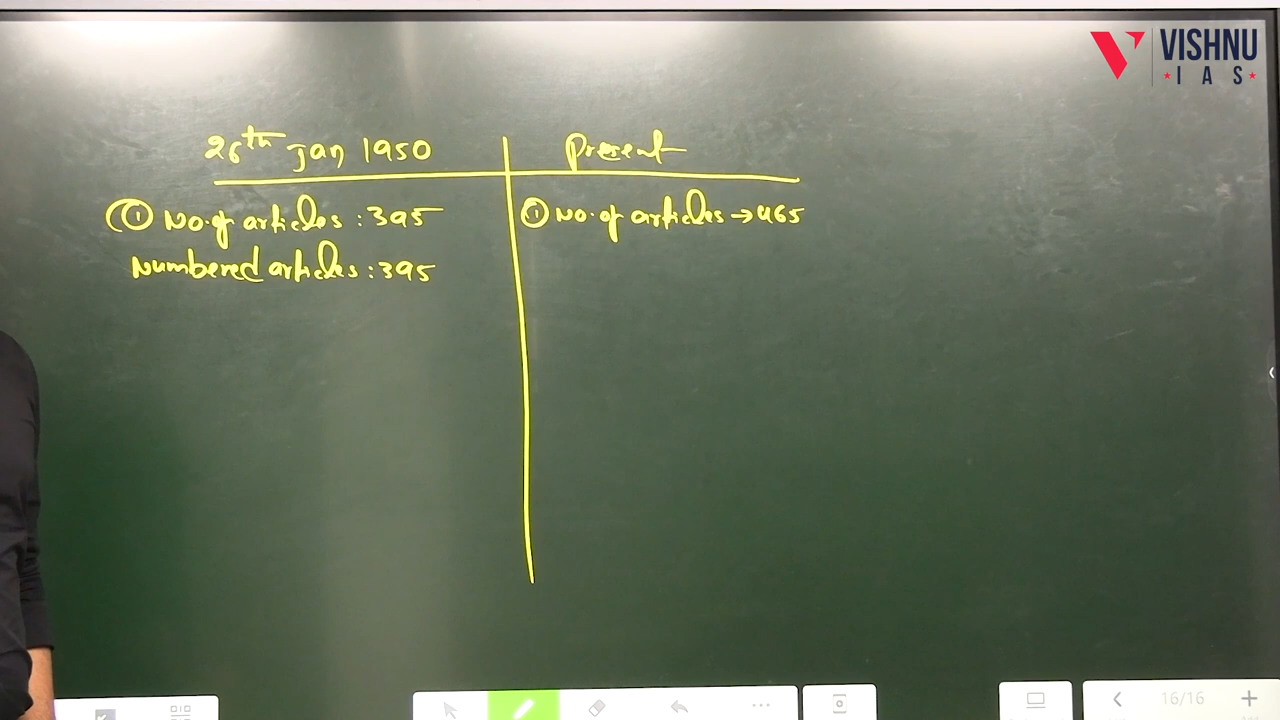 VISHNU
IAS
26th Jan 1950
Present
① No. of articles : 395
Numbered articles : 395
① No. of articles → 465
16/16